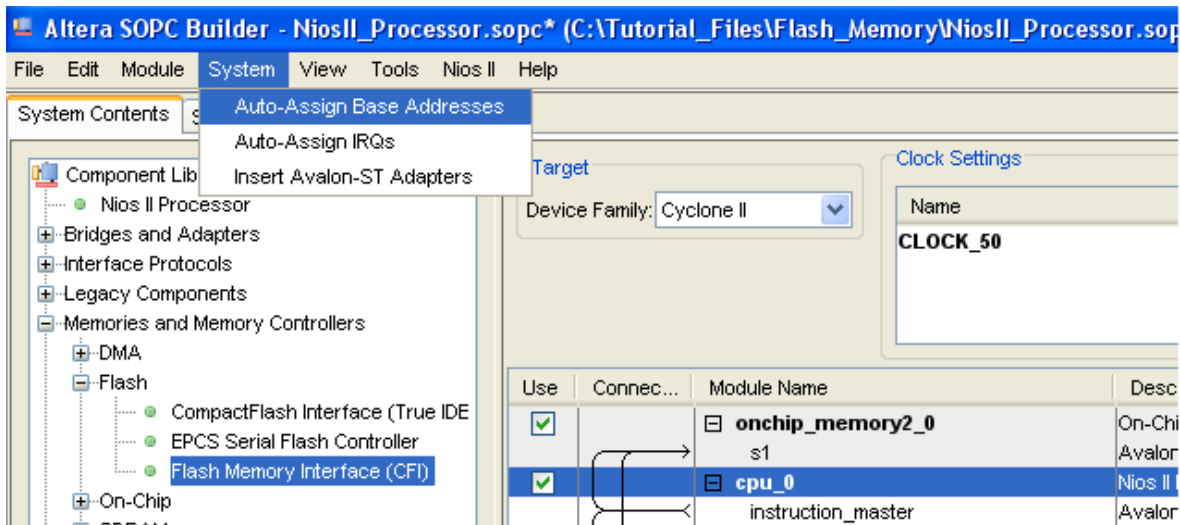 Altera SOPC Builder - NiosII_Processor.sopc* (C:\Tutorial_Files\Flash_Memory\NiosII_Processor.sop
File Edit Module System View Tools Nios II Help
System Contents
Auto-Assign Base Addresses
Auto-Assign IRQs
Insert Avalon-ST Adapters
Component Lib
Nios II Processor
Bridges and Adapters
Interface Protocols
Legacy Components
Memories and Memory Controllers
DMA
Flash
CompactFlash Interface (True IDE
EPCS Serial Flash Controller
Flash Memory Interface (CFI)
On-Chip
Target
Device Family: Cyclone II
Clock Settings
Name
CLOCK_50
Use Connec... Module Name Desc
onchip_memory2_0 On-Chi
s1 Avalon
cpu_0 Nios II
instruction_master Avalon